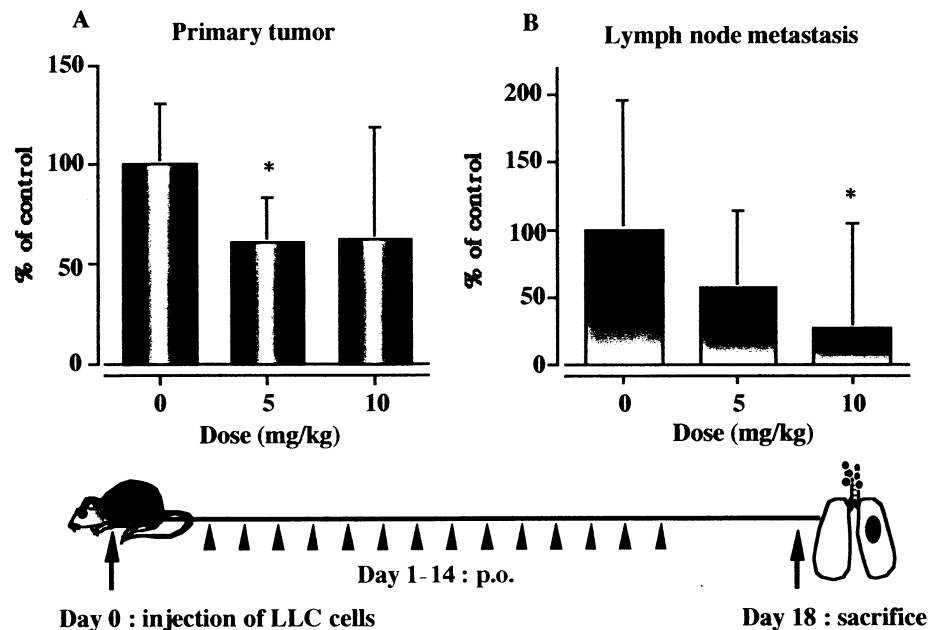 A
Primary tumor
150
100
50
0
% of control
*
0 5 10
Dose (mg/kg)
B
Lymph node metastasis
200
150
100
50
0
% of control
*
0 5 10
Dose (mg/kg)
Day 1-14 : p.o.
Day 0 : injection of LLC cells
Day 18 : sacrifice